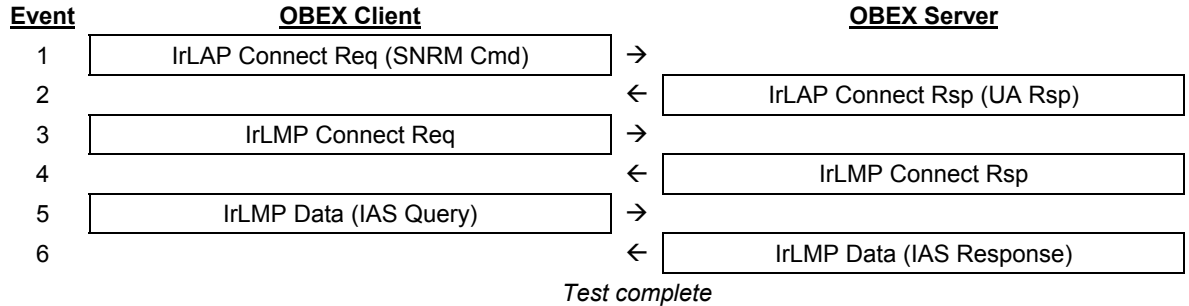 Event OBEX Client OBEX Server
1 IrLAP Connect Req (SNRM Cmd) →
2 ← IrLAP Connect Rsp (UA Rsp)
3 IrLMP Connect Req →
4 ← IrLMP Connect Rsp
5 IrLMP Data (IAS Query) →
6 ← IrLMP Data (IAS Response)
Test complete